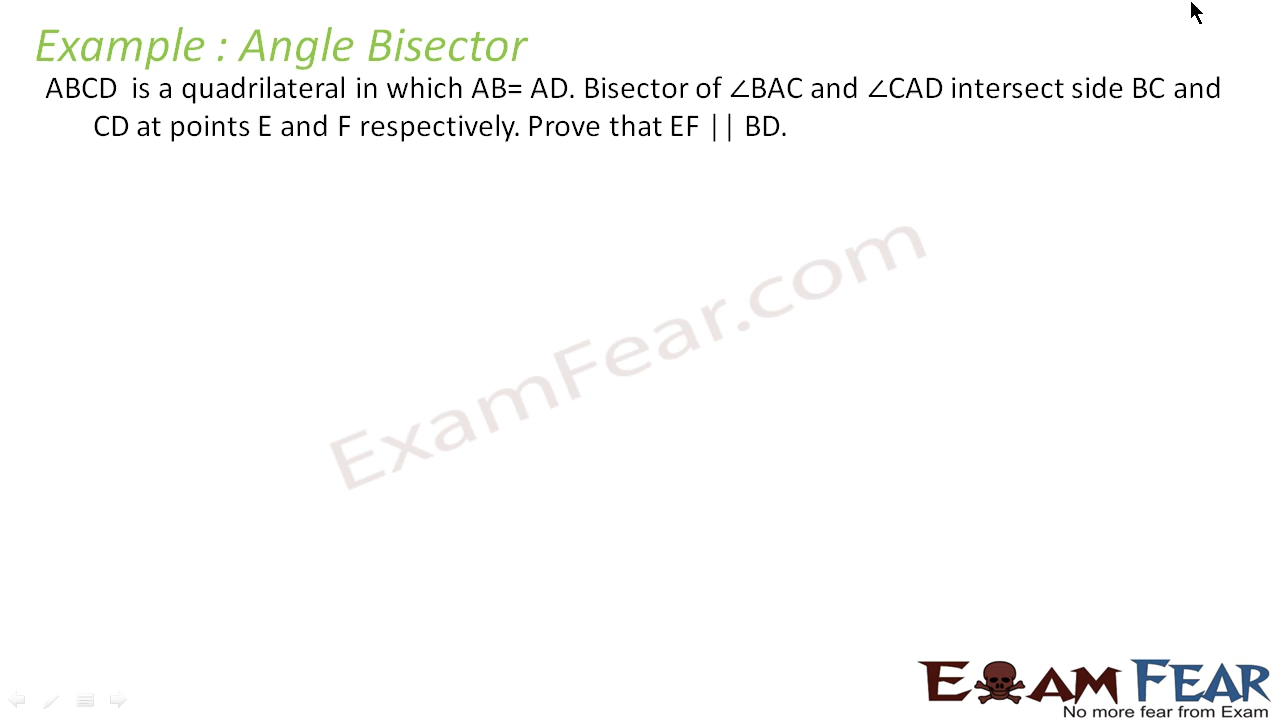 Example : Angle Bisector
ABCD is a quadrilateral in which AB= AD. Bisector of ∠BAC and ∠CAD intersect side BC and
CD at points E and F respectively. Prove that EF || BD.
ExamFear.com
EXAM FEAR
No more fear from Exam